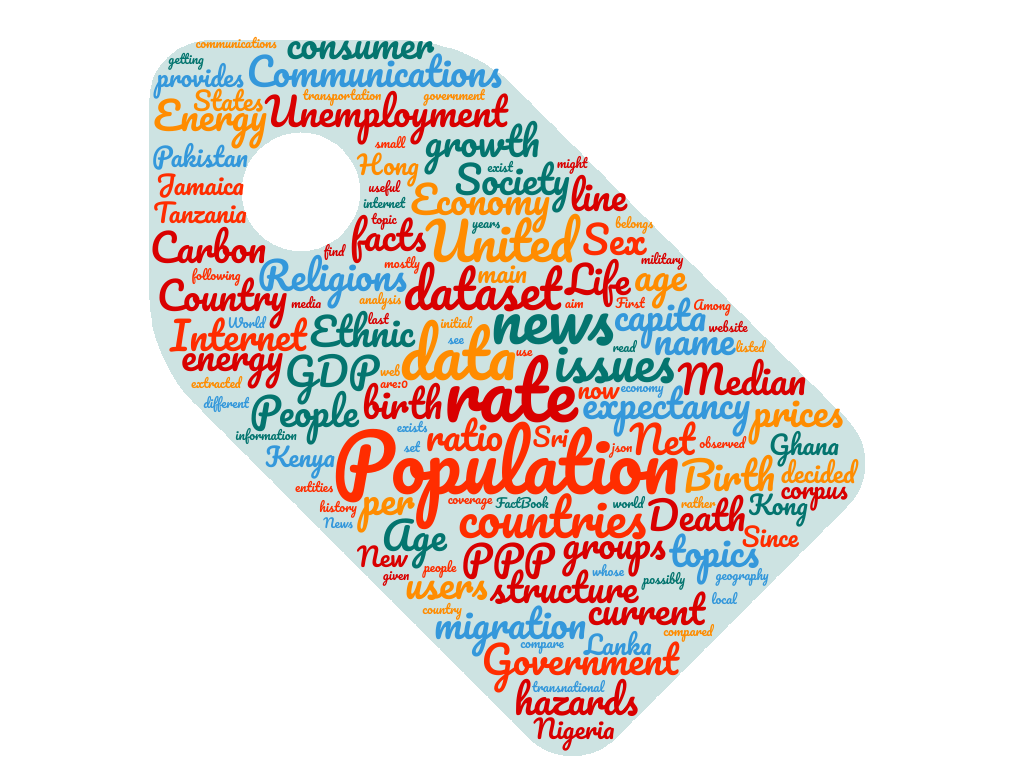 communications
consumer
getting
provides
Communications
States
transportation
government
Energy
Unemployment
small
growth
Pakistan
Hong
exist
might
Jamaica
useful
Society
line
internet
Economy
Tanzania
topic
years
belongs
facts
United
Sex
Carbon
find
military
mostly
following
Religions
main
Life
age
Country
media
analysis
dataset
aim
First
Among
World
last
initial
news
capita
website
Internet
Ethnic
see
read
name
listed
energy
data
use
issues
GDP
web
extracted
are:0
rate
now
economy
Median
different
People
birth
expectancy
prices
information
exists
ratio
Sri
Net
observed
Ghana
set
json
Kenya
Population
Birth
decided
entities
corpus
history
per
coverage
FactBook
world
rather
Kong
News
Age
countries
Death
Since
New
PPP
groups
topics
given
people
whose
possibly
geography
users
structure
local
country
current
migration
compare
Lanka
compared
Government
transnational
hazards
Nigeria